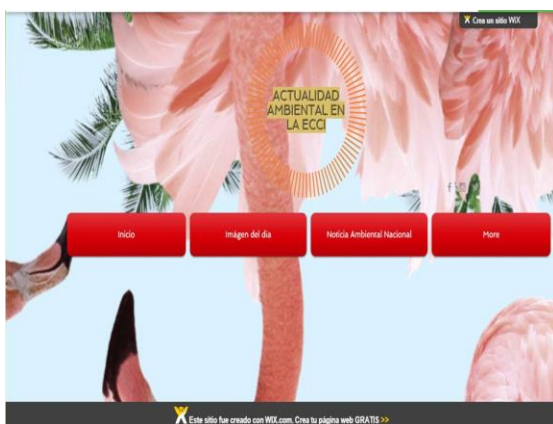 Crea un sitio WiX
ACTUALIDAD
AMBIENTAL EN
LA ECCI
Inicio
Imágen del día
Noticia Ambiental Nacional
More
Este sitio fue creado con WIX.com. Crea tu página web GRATIS >>